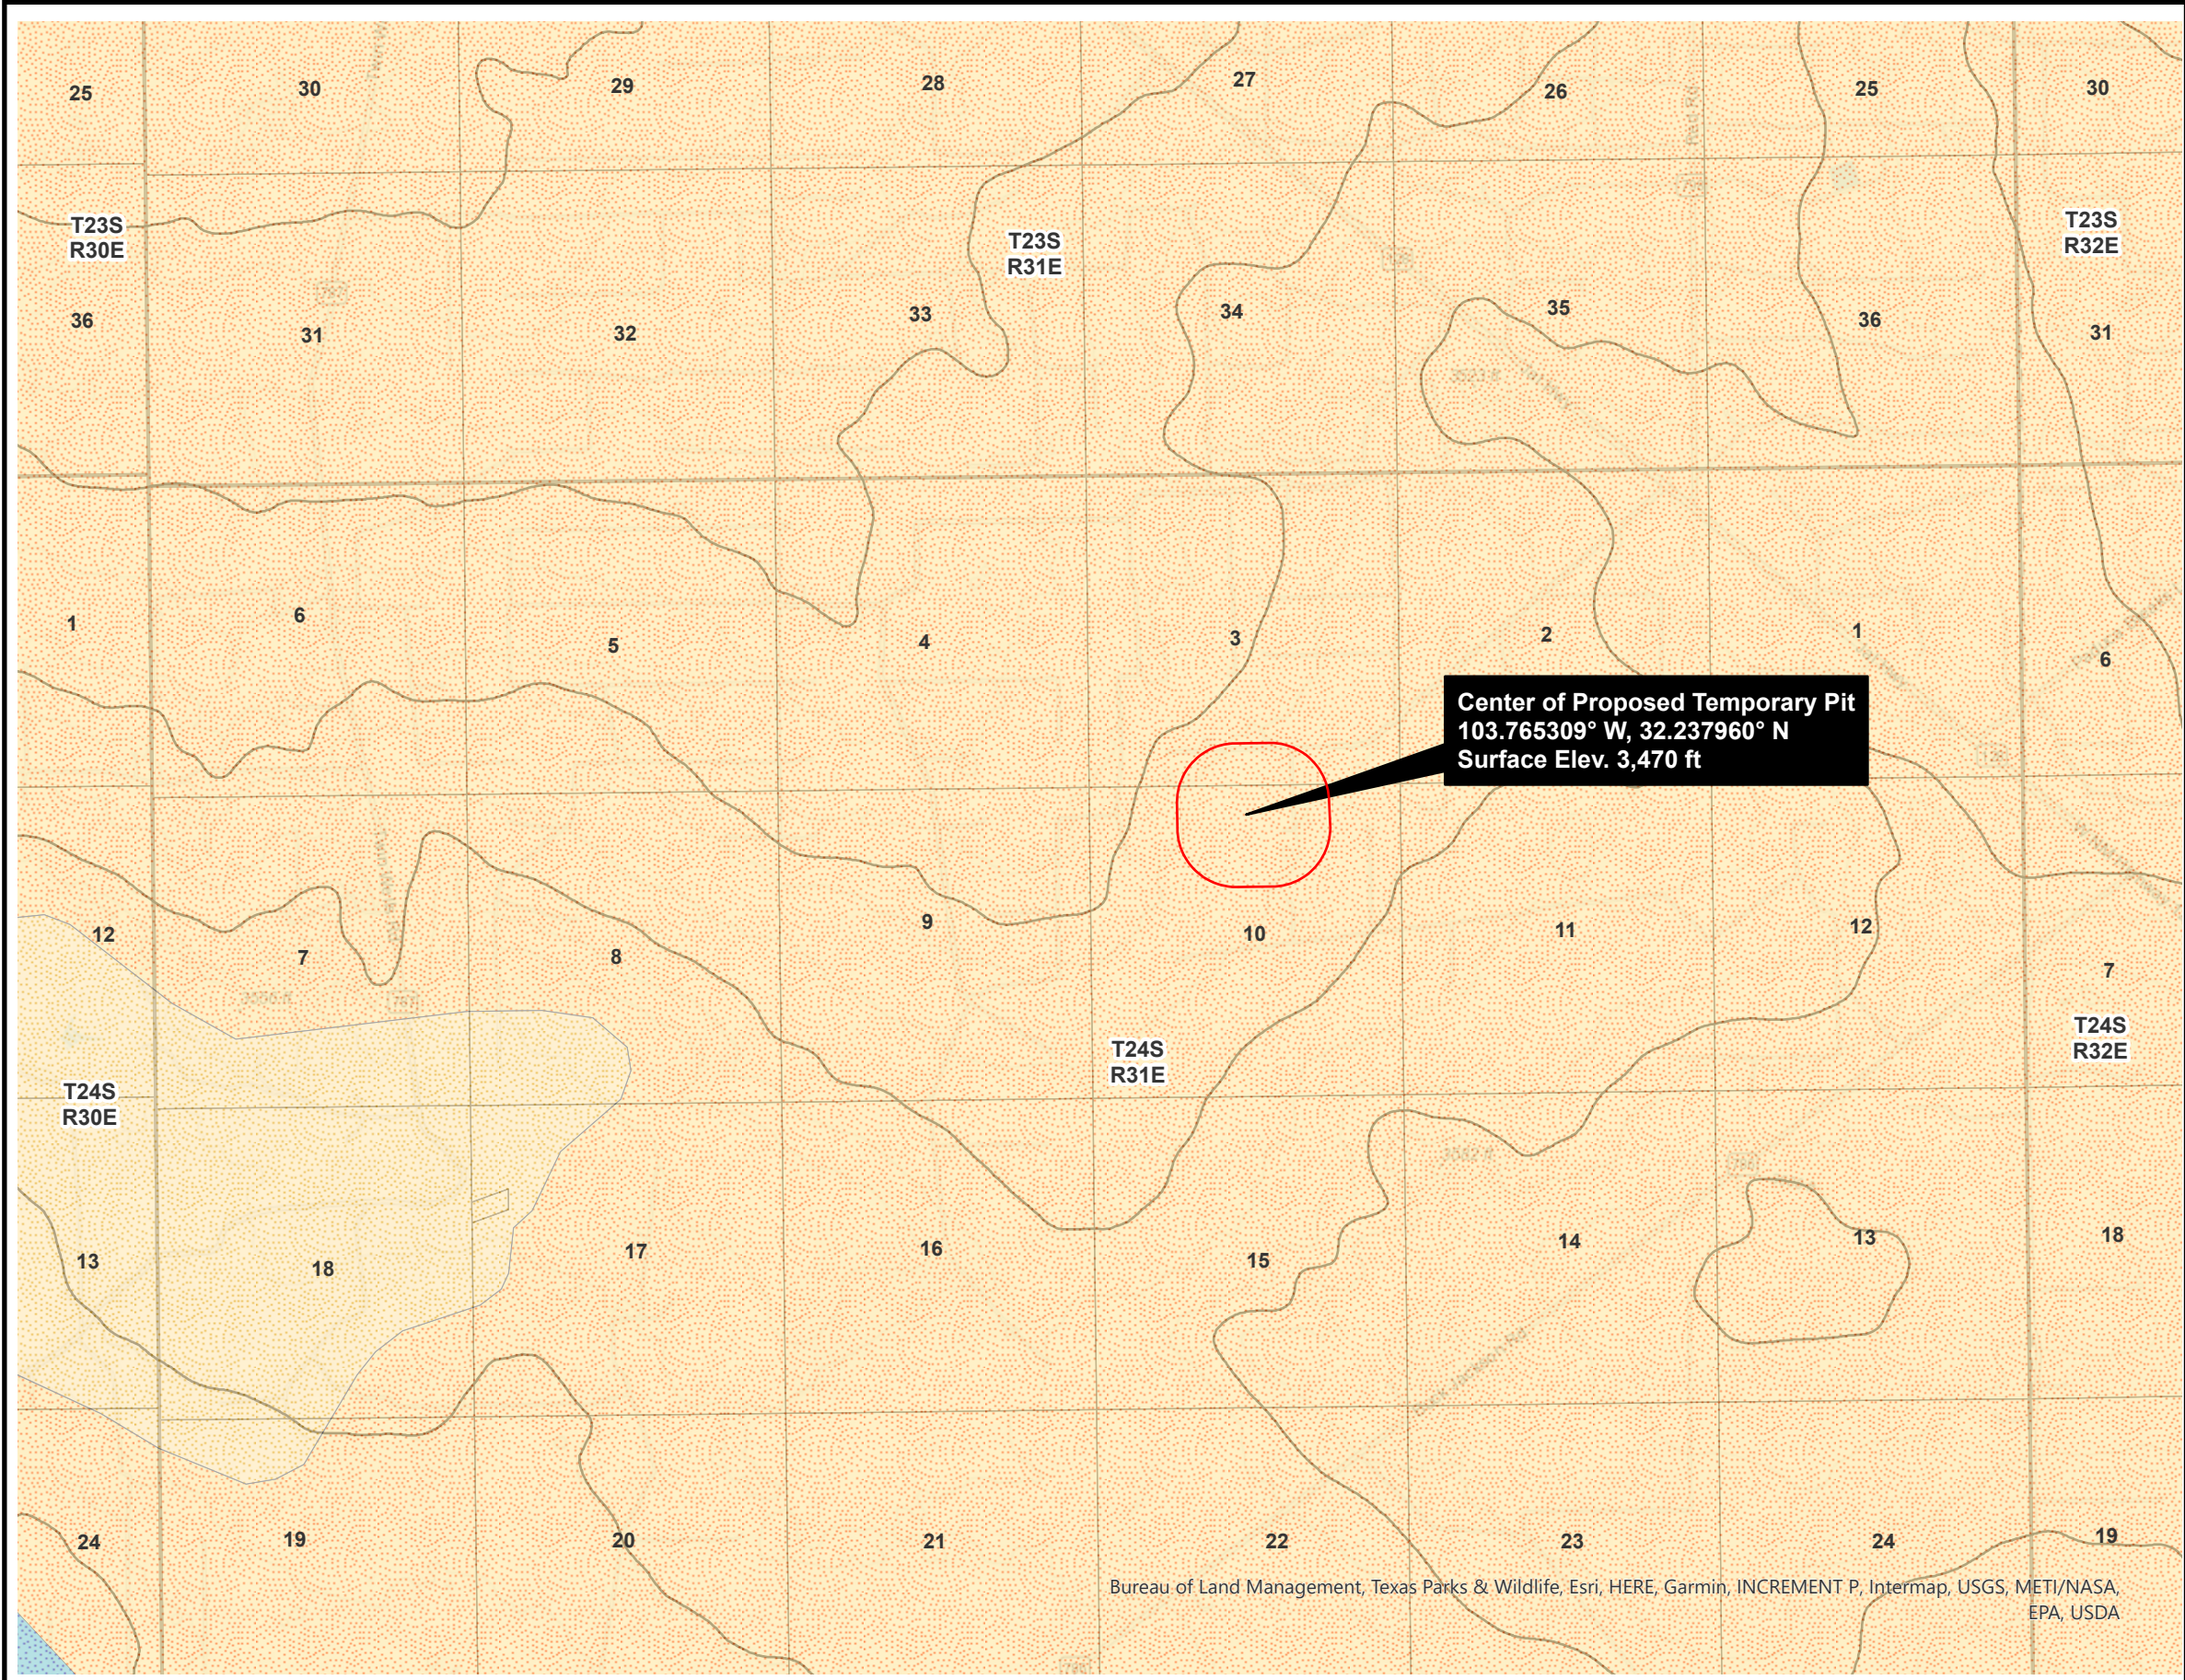 25
30
29
28
27
26
25
30
T23S
R30E
T23S
R31E
T23S
R32E
36
31
32
33
34
35
36
31
1
6
5
4
3
2
1
6
Center of Proposed Temporary Pit
103.765309° W, 32.237960° N
Surface Elev. 3,470 ft
12
7
8
9
10
11
12
7
T24S
R30E
T24S
R31E
T24S
R32E
13
18
17
16
15
14
13
18
24
19
20
21
22
23
24
19
Bureau of Land Management, Texas Parks & Wildlife, Esri, HERE, Garmin, INCREMENT P, Intermap, USGS, METI/NASA,
EPA, USDA